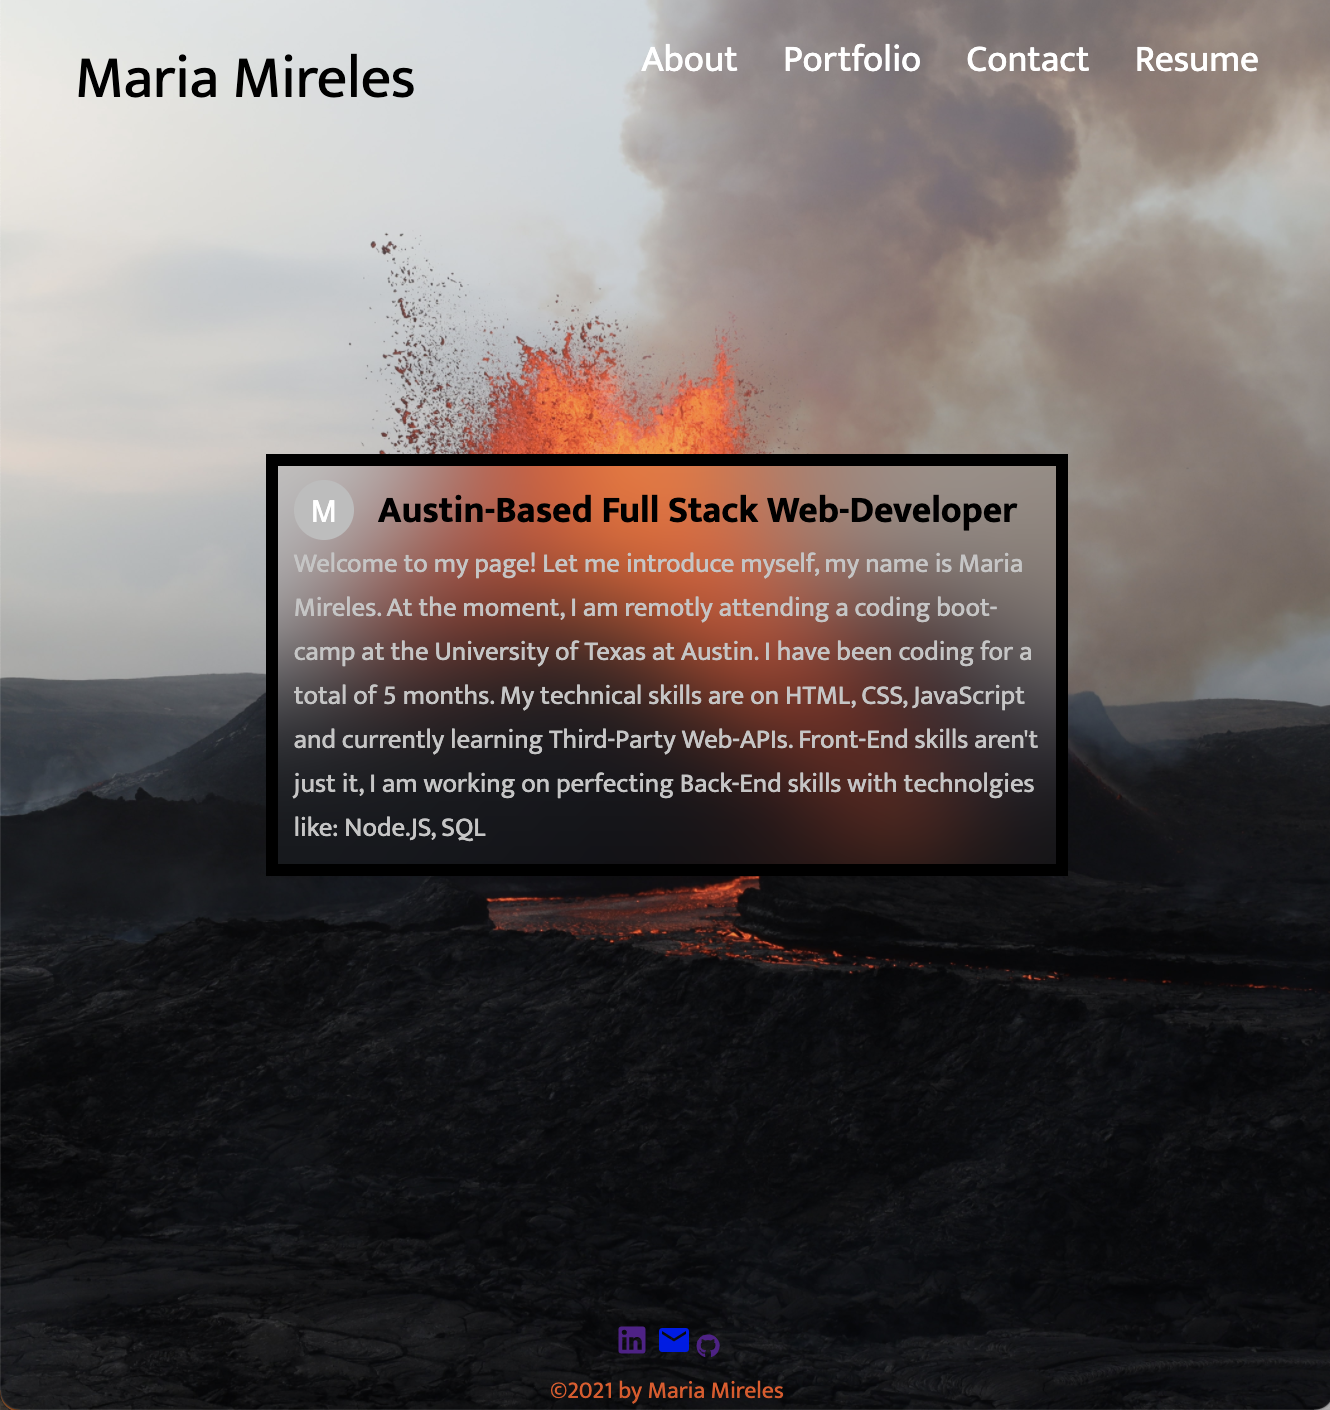 Maria Mireles
About Portfolio Contact Resume
M
Austin-Based Full Stack Web-Developer
Welcome to my page! Let me introduce myself, my name is Maria
Mireles. At the moment, I am remotly attending a coding boot-
camp at the University of Texas at Austin. I have been coding for a
total of 5 months. My technical skills are on HTML, CSS, JavaScript
and currently learning Third-Party Web-APIs. Front-End skills aren't
just it, I am working on perfecting Back-End skills with technolgies
like: Node.JS, SQL
in
©2021 by Maria Mireles